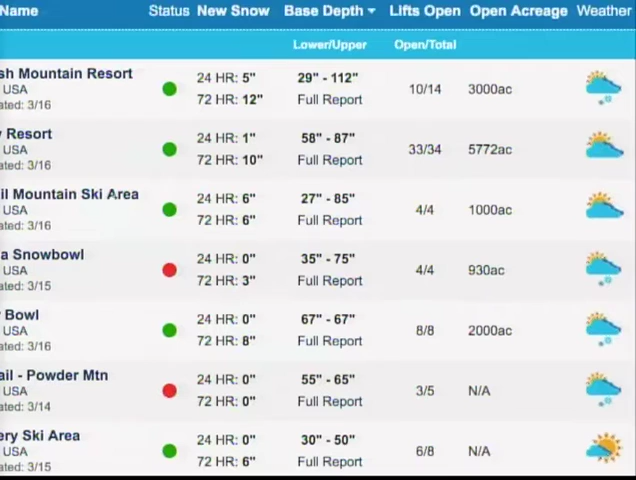 Name Status New Snow Base Depth Lifts Open Open Acreage Weather
Lower/Upper Open/Total
sh Mountain Resort
USA
ated: 3/16
24 HR: 5"
72 HR: 12"
29" - 112"
Full Report
10/14
3000ac
Resort
USA
ated: 3/16
24 HR: 1"
72 HR: 10"
58" - 87"
Full Report
33/34
5772ac
il Mountain Ski Area
USA
ated: 3/16
24 HR: 6"
72 HR: 6"
27" - 85"
Full Report
4/4
1000ac
a Snowbowl
USA
ated: 3/15
24 HR: 0"
72 HR: 3"
35" - 75"
Full Report
4/4
930ac
Bowl
USA
ated: 3/16
24 HR: 0"
72 HR: 8"
67" - 67"
Full Report
8/8
2000ac
ail - Powder Mtn
USA
ated: 3/14
24 HR: 0"
72 HR: 0"
55" - 65"
Full Report
3/5
N/A
ery Ski Area
USA
ated: 3/15
24 HR: 0"
72 HR: 6"
30" - 50"
Full Report
6/8
N/A